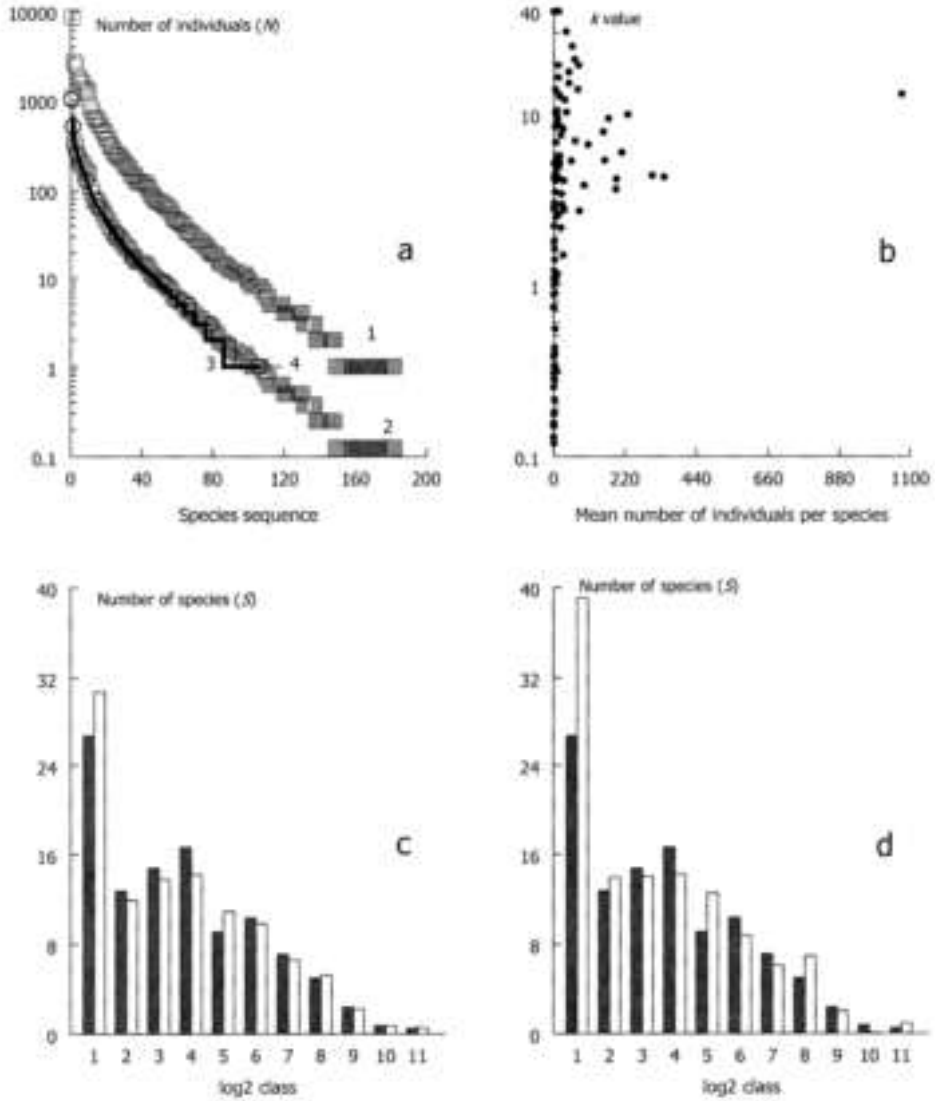 Number of individuals (N)
10000
1000
100
10
1
0.1
a
1
3
4
2
0 40 80 120 160 200
Species sequence
k value
40
10
1
0.1
b
0 220 440 660 880 1100
Mean number of individuals per species
Number of species (S)
40
32
24
16
8
0
c
1 2 3 4 5 6 7 8 9 10 11
log2 class
Number of species (S)
40
32
24
16
8
0
d
1 2 3 4 5 6 7 8 9 10 11
log2 class